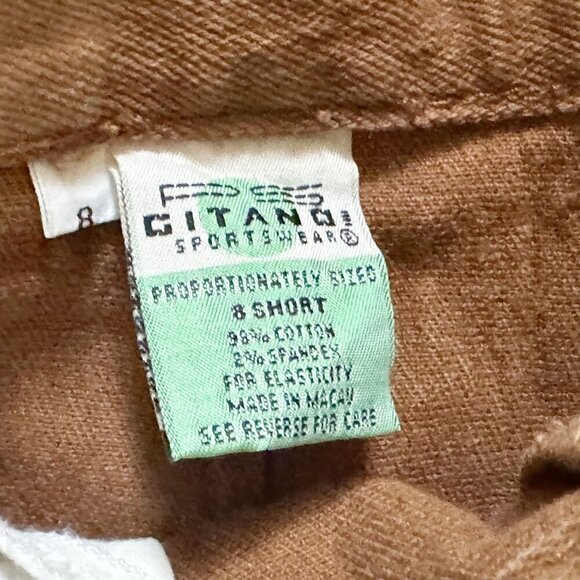 8
PS
GITANO
SPORTSWEAR®
PROPORTIONATELY SIZED
8 SHORT
98% COTTON
2% SPANDEX
FOR ELASTICITY
MADE IN MACAU
SEE REVERSE FOR CARE